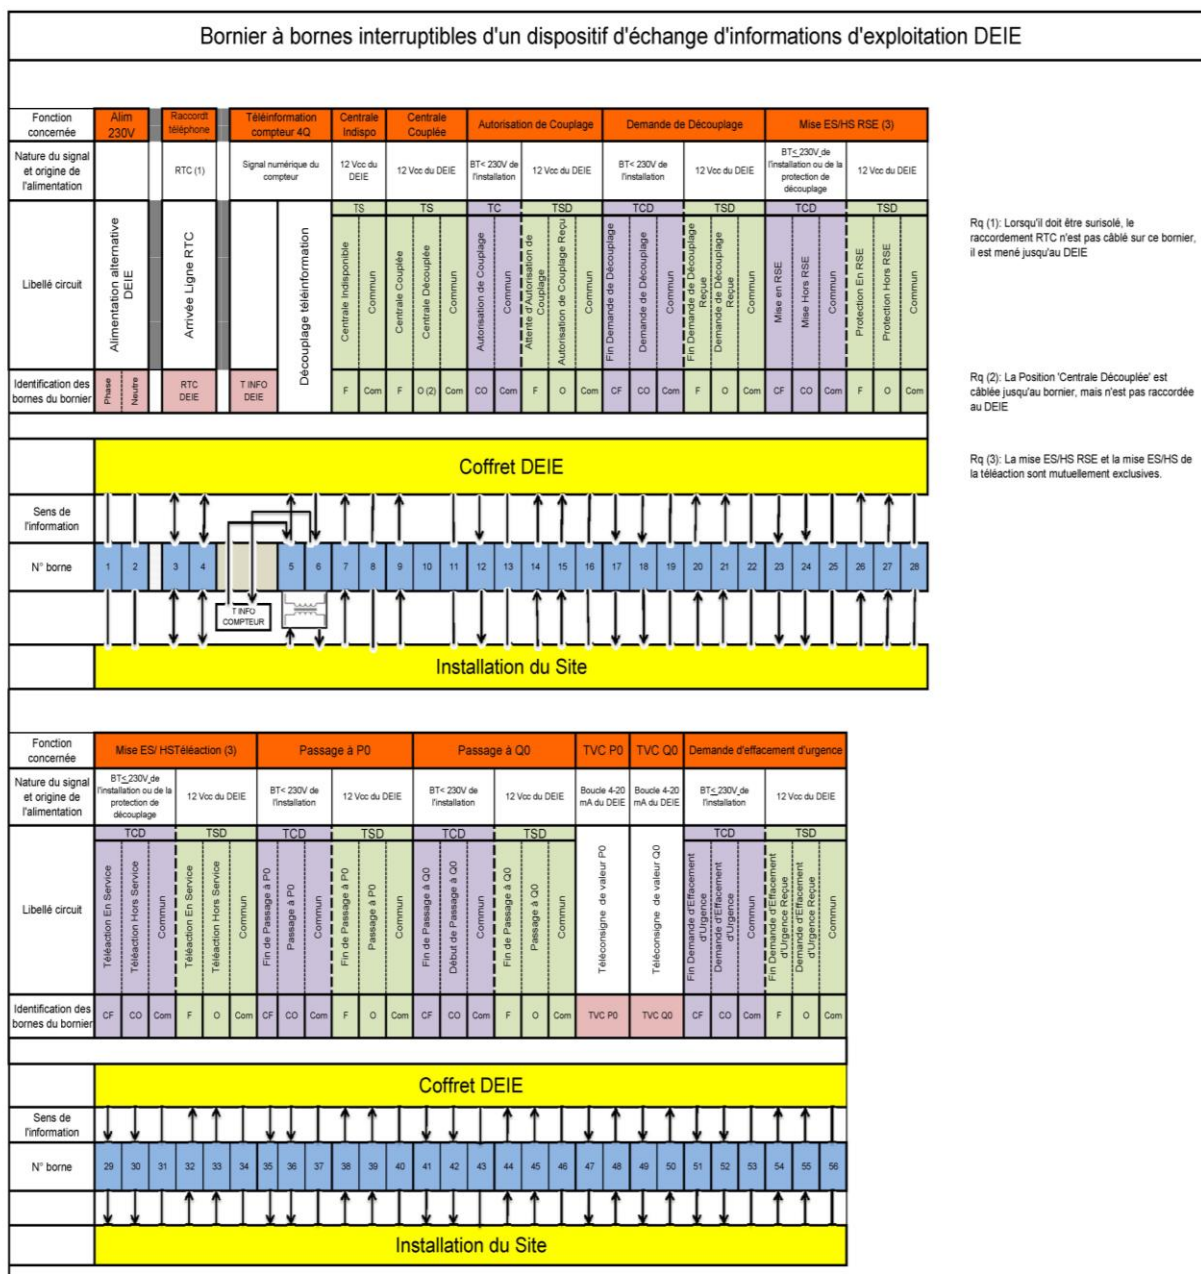 Bornier à bornes interruptibles d'un dispositif d'échange d'informations d'exploitation DEIE
Fonction
concernée
Alim
230V
Raccordt
téléphone
Téléinformation
compteur 4Q
Centrale
Indispo
Centrale
Couplée
Autorisation de Couplage
Demande de Découplage
Mise ES/HS RSE (3)
Nature du signal
et origine de
l'alimentation
RTC (1)
Signal numérique du
compteur
12 Vcc du
DEIE
12 Vcc du DEIE
BT< 230V de
l'installation
12 Vcc du DEIE
BT< 230V de
l'installation
12 Vcc du DEIE
BT≤ 230V de
l'installation ou de la
protection de
découplage
12 Vcc du DEIE
TS
TS
TC
TSD
TCD
TSD
TCD
TSD
Libellé circuit
Alimentation alternative
DEIE
Arrivée Ligne RTC
Découplage téléinformation
Centrale Indisponible
Commun
Centrale Couplée
Centrale Découplée
Commun
Autorisation de Couplage
Commun
Attente d'Autorisation de
Couplage
Autorisation de Couplage Reçu
Commun
Fin Demande de Découplage
Demande de Découplage
Commun
Fin Demande de Découplage
Reçue
Demande de Découplage
Reçue
Commun
Mise en RSE
Mise Hors RSE
Commun
Protection En RSE
Protection Hors RSE
Commun
Rq (1): Lorsqu'il doit être surisolé, le
raccordement RTC n'est pas câblé sur ce bornier,
il est mené jusqu'au DEIE
Identification des
bornes du bornier
Phase
Neutre
RTC
DEIE
T INFO
DEIE
F Com F O (2) Com CO Com F O Com CF CO Com F O Com CF CO Com F O Com
Rq (2): La Position 'Centrale Découplée' est
câblée jusqu'au bornier, mais n'est pas raccordée
au DEIE
Coffret DEIE
Rq (3): La mise ES/HS RSE et la mise ES/HS de
la téléaction sont mutuellement exclusives.
Sens de
l'information
N° borne
1 2 3 4 5 6 7 8 9 10 11 12 13 14 15 16 17 18 19 20 21 22 23 24 25 26 27 28
T INFO
COMPTEUR
Installation du Site
Fonction
concernée
Mise ES/ HSTéléaction (3)
Passage à P0
Passage à Q0
TVC P0
TVC Q0
Demande d'effacement d'urgence
Nature du signal
et origine de
l'alimentation
BT≤230V de
l'installation ou de la
protection de
découplage
12 Vcc du DEIE
BT< 230V de
l'installation
12 Vcc du DEIE
BT< 230V de
l'installation
12 Vcc du DEIE
Boucle 4-20
mA du DEIE
Boucle 4-20
mA du DEIE
BT≤230V de
l'installation
12 Vcc du DEIE
TCD
TSD
TCD
TSD
TCD
TSD
TCD
TSD
Libellé circuit
Téléaction En Service
Téléaction Hors Service
Commun
Téléaction En Service
Téléaction Hors Service
Commun
Fin de Passage à P0
Passage à P0
Commun
Fin de Passage à P0
Passage à P0
Commun
Fin de Passage à Q0
Début de Passage à Q0
Commun
Fin de Passage à Q0
Passage à Q0
Commun
Téléconsigne de valeur P0
Téléconsigne de valeur Q0
Fin Demande d'Effacement
d'Urgence
Demande d'Effacement
d'Urgence
Commun
Fin Demande d'Effacement
d'Urgence Reçue
Demande d'Effacement
d'Urgence Reçue
Commun
Identification des
bornes du bornier
CF CO Com F O Com CF CO Com F O Com CF CO Com F O Com TVC P0 TVC Q0 CF CO Com F O Com
Coffret DEIE
Sens de
l'information
N° borne
29 30 31 32 33 34 35 36 37 38 39 40 41 42 43 44 45 46 47 48 49 50 51 52 53 54 55 56
Installation du Site